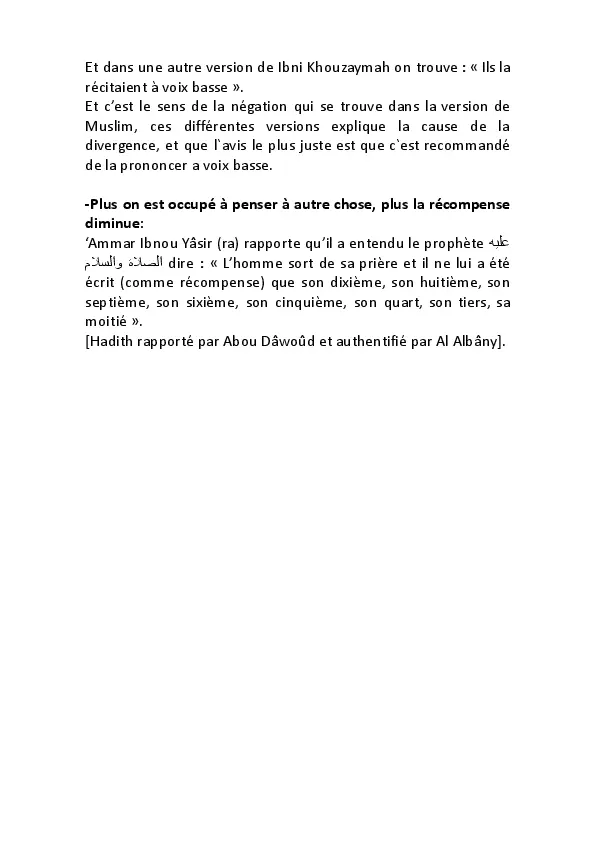 Et dans une autre version de Ibni Khouzaymah on trouve : « Ils la
récitaient à voix basse ».
Et c’est le sens de la négation qui se trouve dans la version de
Muslim, ces différentes versions explique la cause de la
divergence, et que l`avis le plus juste est que c`est recommandé
de la prononcer a voix basse.
-Plus on est occupé à penser à autre chose, plus la récompense
diminue:
‘Ammar Ibnou Yâsir (ra) rapporte qu’il a entendu le prophète عليه
الصلاة والسلام dire : « L’homme sort de sa prière et il ne lui a été
écrit (comme récompense) que son dixième, son huitième, son
septième, son sixième, son cinquième, son quart, son tiers, sa
moitié ».
[Hadith rapporté par Abou Dâwoûd et authentifié par Al Albâny].